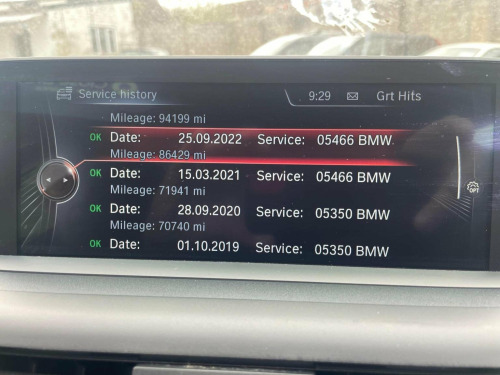 Service history 9:29 Grt Hits
Mileage: 94199 mi
OK Date: 25.09.2022 Service: 05466 BMW
Mileage: 86429 mi
OK Date: 15.03.2021 Service: 05466 BMW
Mileage: 71941 mi
OK Date: 28.09.2020 Service: 05350 BMW
Mileage: 70740 mi
OK Date: 01.10.2019 Service: 05350 BMW
OPT